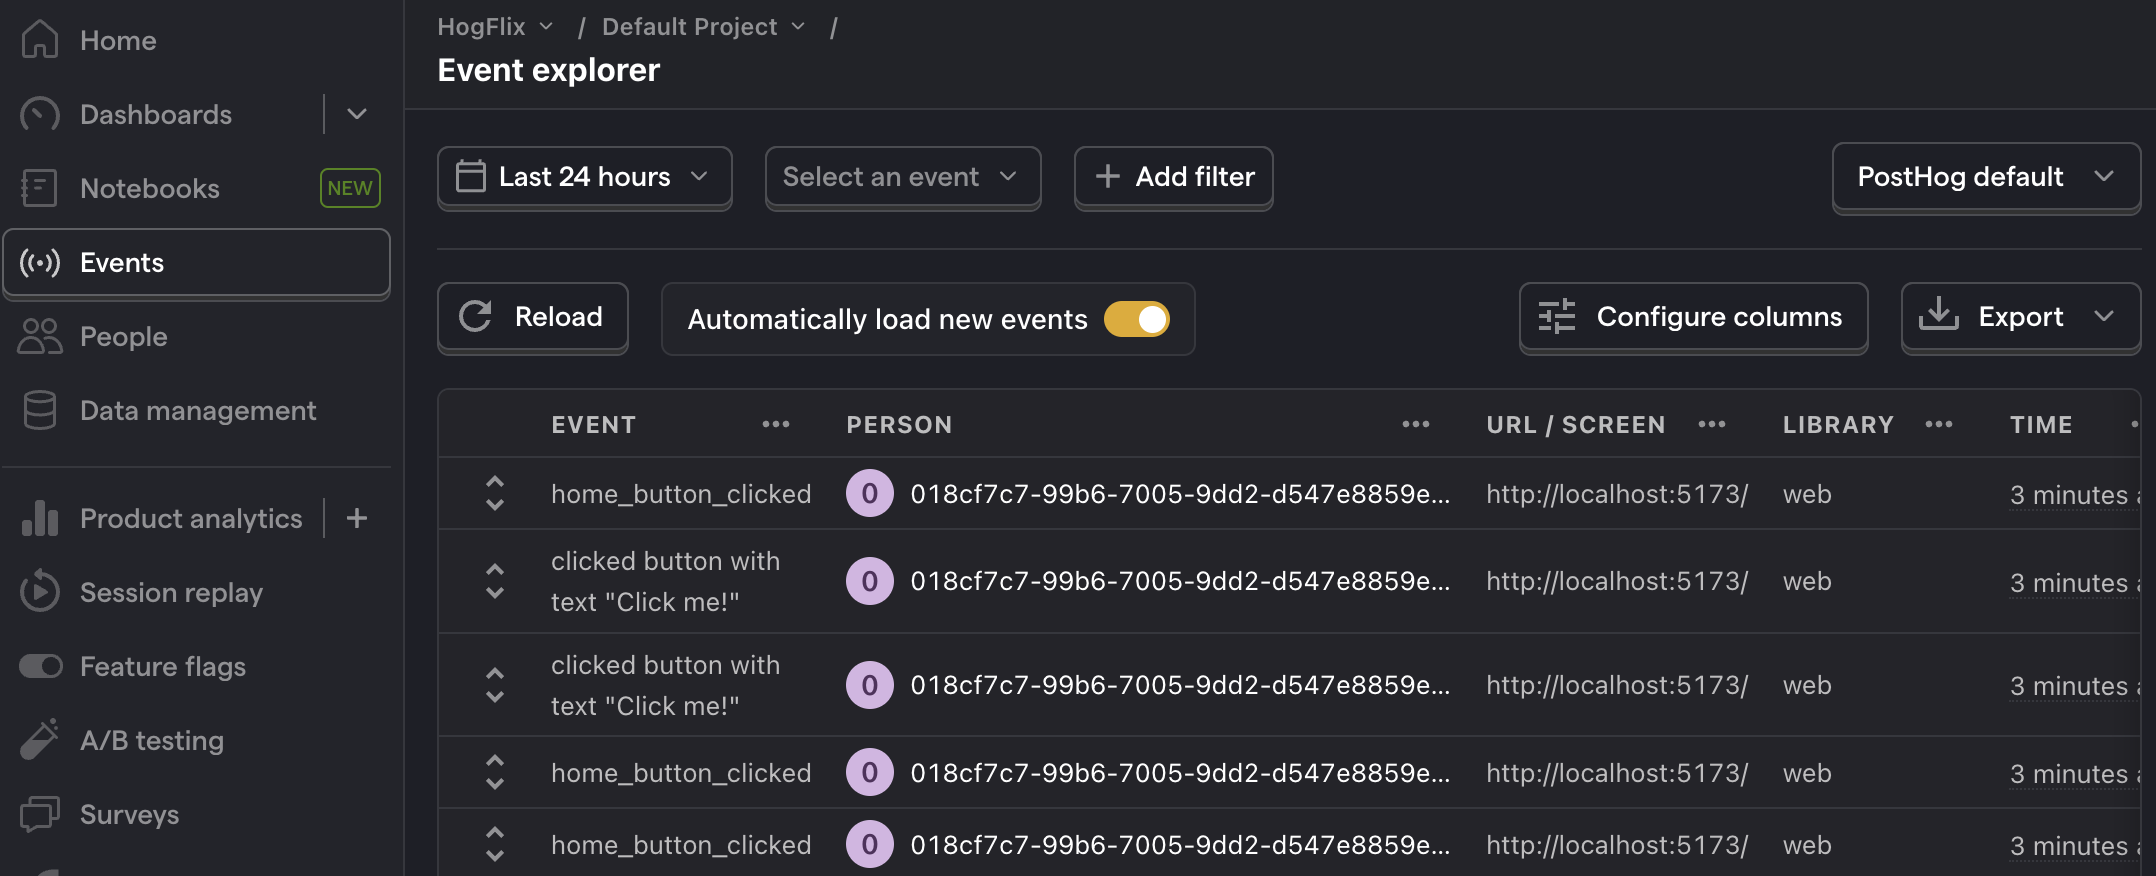 Home
Dashboards
Notebooks NEW
Events
People
Data management
Product analytics
Session replay
Feature flags
A/B testing
Surveys
HogFlix / Default Project /
Event explorer
Last 24 hours Select an event Add filter PostHog default
Reload Automatically load new events Configure columns Export
EVENT ••• PERSON ••• URL / SCREEN ••• LIBRARY ••• TIME
home_button_clicked 0 018cf7c7-99b6-7005-9dd2-d547e8859e... http://localhost:5173/ web 3 minutes
clicked button with
text "Click me!" 0 018cf7c7-99b6-7005-9dd2-d547e8859e... http://localhost:5173/ web 3 minutes
clicked button with
text "Click me!" 0 018cf7c7-99b6-7005-9dd2-d547e8859e... http://localhost:5173/ web 3 minutes
home_button_clicked 0 018cf7c7-99b6-7005-9dd2-d547e8859e... http://localhost:5173/ web 3 minutes
home_button_clicked 0 018cf7c7-99b6-7005-9dd2-d547e8859e... http://localhost:5173/ web 3 minutes